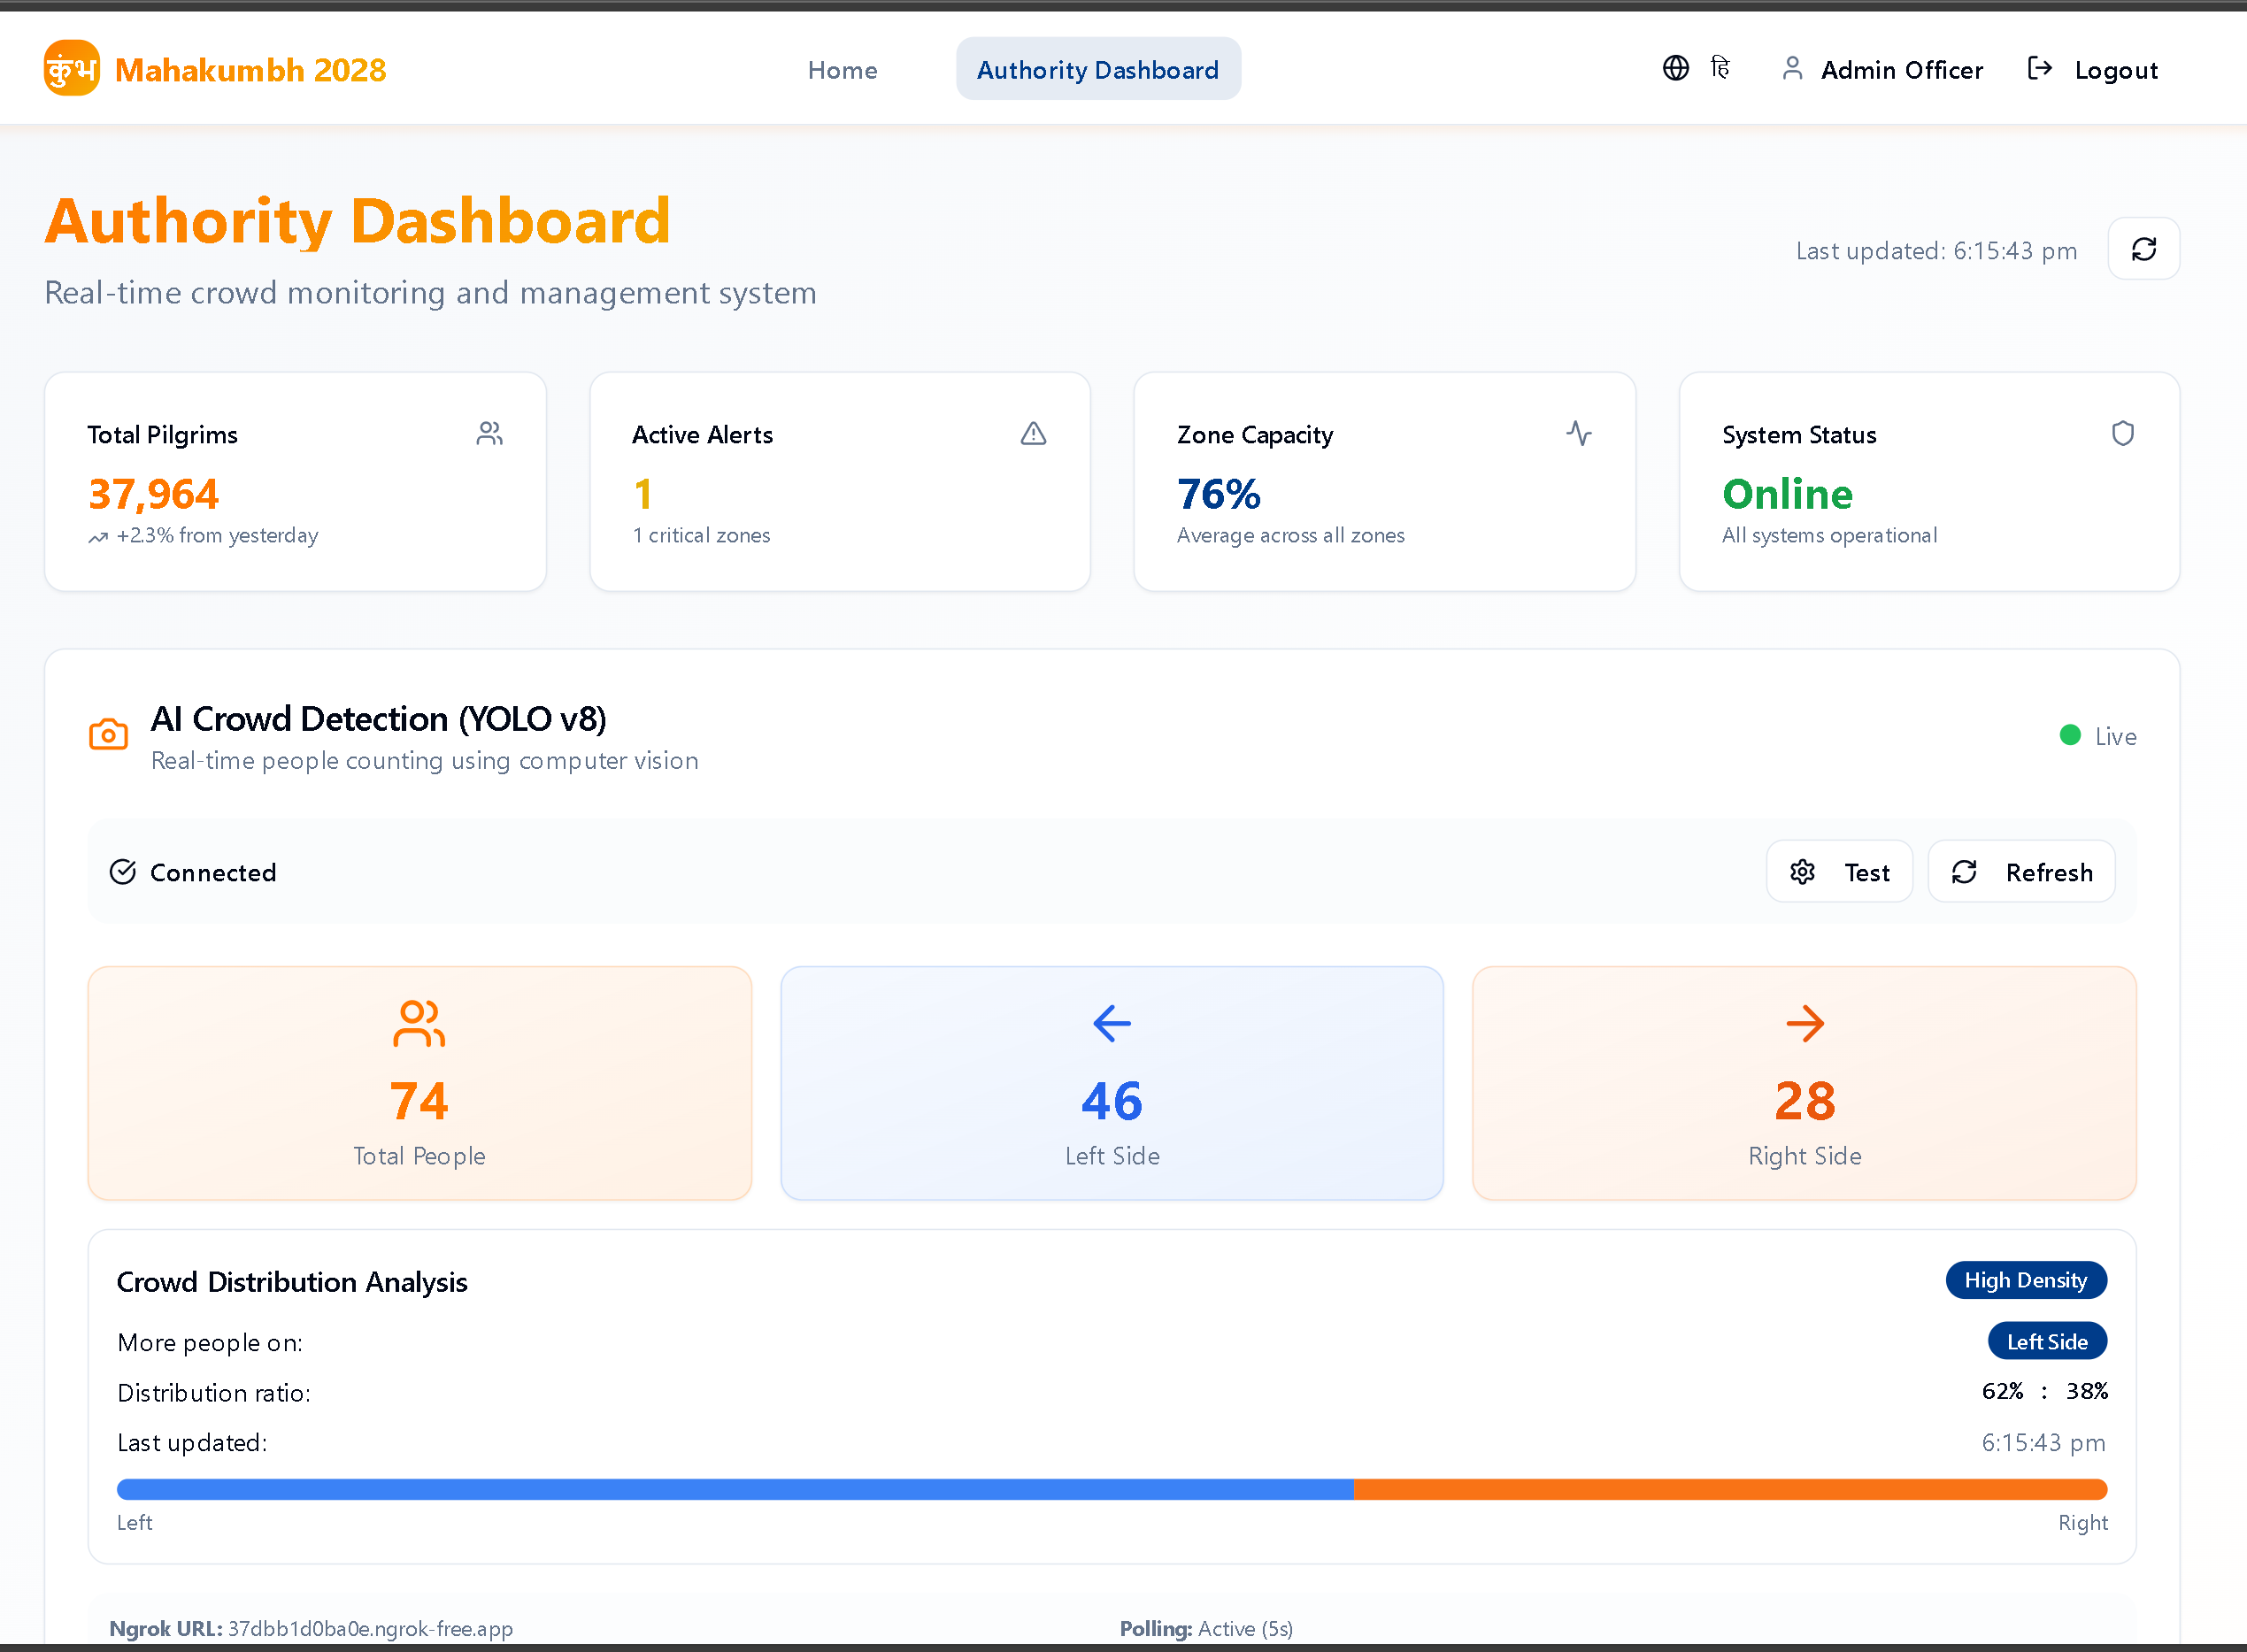 कुंभ Mahakumbh 2028 Home Authority Dashboard हि Admin Officer Logout
Authority Dashboard
Last updated: 6:15:43 pm
Real-time crowd monitoring and management system
Total Pilgrims
37,964
+2.3% from yesterday
Active Alerts
1
1 critical zones
Zone Capacity
76%
Average across all zones
System Status
Online
All systems operational
AI Crowd Detection (YOLO v8)
Real-time people counting using computer vision
Live
Connected Test Refresh
74
Total People
46
Left Side
28
Right Side
Crowd Distribution Analysis High Density
More people on: Left Side
Distribution ratio: 62% : 38%
Last updated: 6:15:43 pm
Left Right
Ngrok URL: 37dbb1d0ba0e.ngrok-free.app Polling: Active (5s)